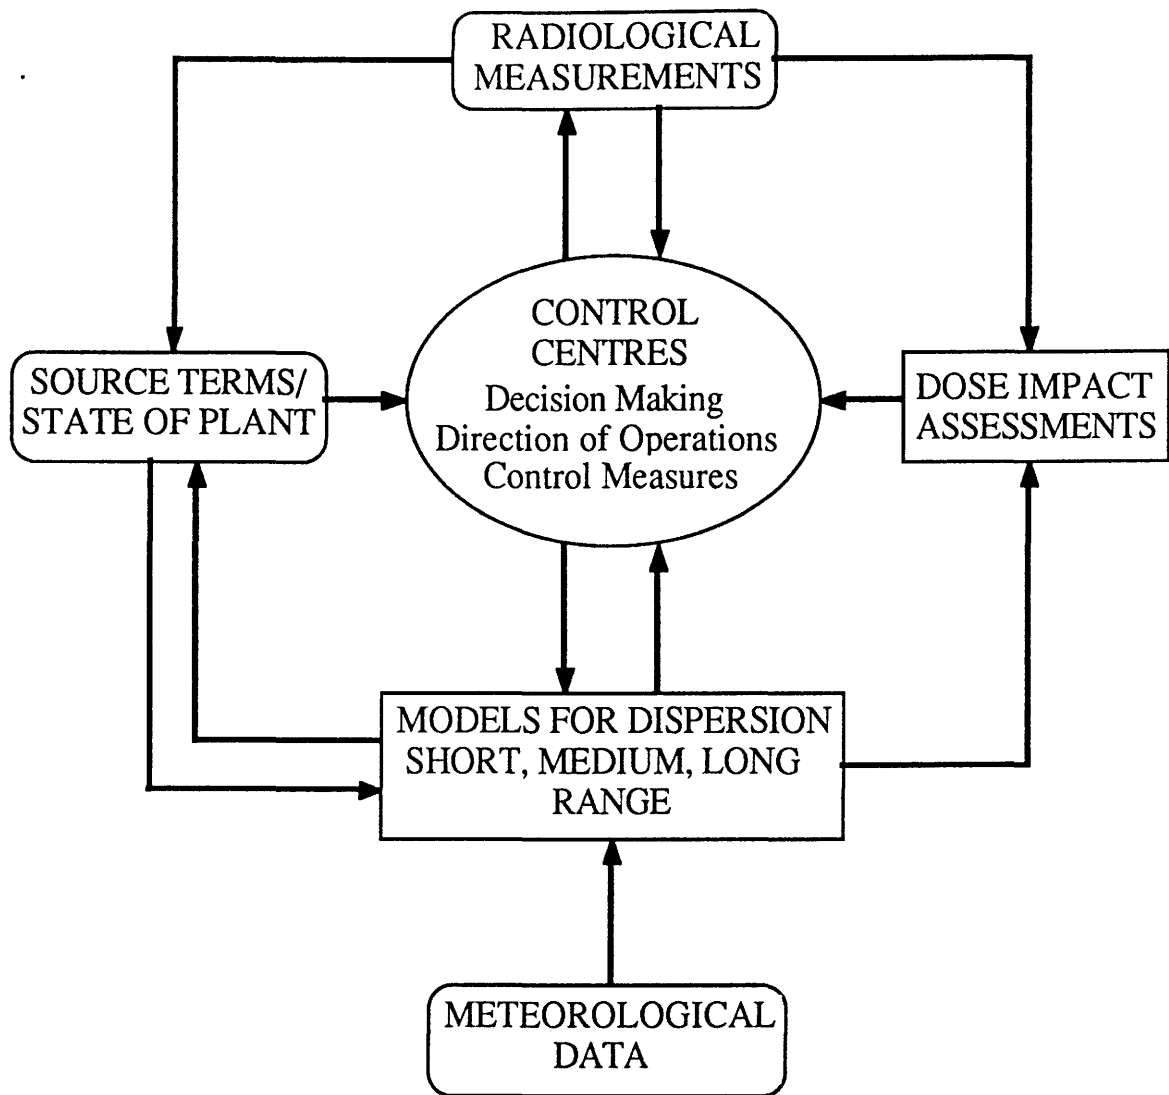 RADIOLOGICAL
MEASUREMENTS
CONTROL
CENTRES
Decision Making
Direction of Operations
Control Measures
SOURCE TERMS/
STATE OF PLANT
DOSE IMPACT
ASSESSMENTS
MODELS FOR DISPERSION
SHORT, MEDIUM, LONG
RANGE
METEOROLOGICAL
DATA